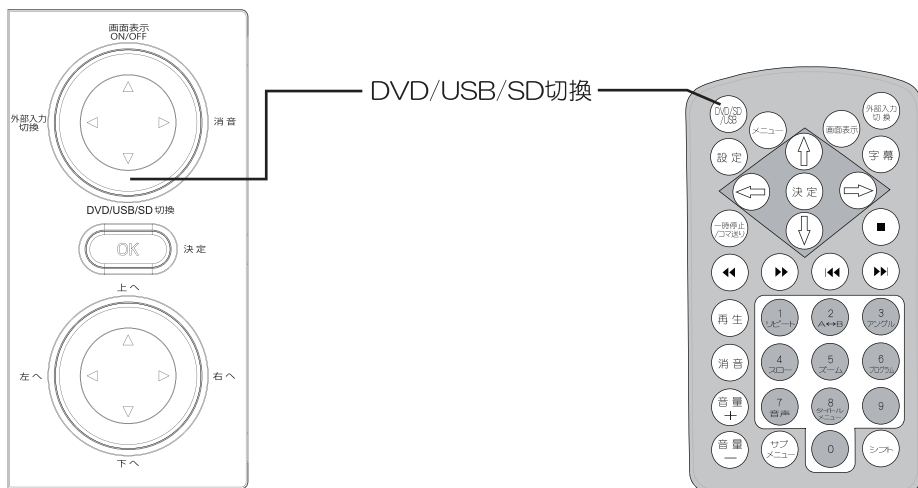 画面表示
ON/OFF
外部入力
切換
消音
DVD/USB/SD 切換
OK
決定
上へ
左へ
右へ
下へ
DVD/USB/SD切換
DVD/SD
/USB
メニュー
画面表示
外部入力
切換
設定
字幕
決定
一時停止
/コマ送り
再生
1
リピート
2
A↔B
3
アングル
消音
4
スロー
5
ズーム
6
プログラム
音量
+
7
音声
8
タイトル
メニュー
9
音量
—
サブ
メニュー
0
シフト